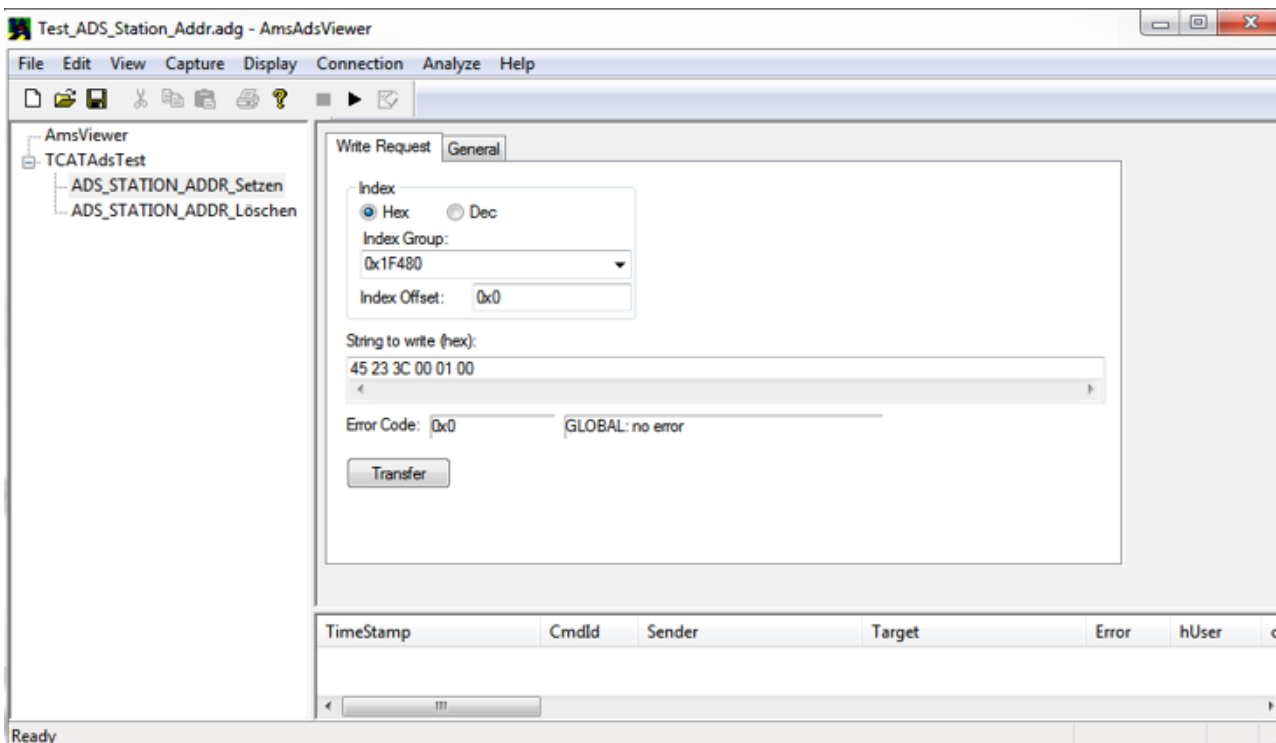 Test_ADS_Station_Addr.adg - AmsAdsViewer
File Edit View Capture Display Connection Analyze Help
AmsViewer
TCATAdsTest
ADS_STATION_ADDR_Setzen
ADS_STATION_ADDR_Löschen
Write Request General
Index
Hex Dec
Index Group:
0x1F480
Index Offset: 0x0
String to write (hex):
45 23 3C 00 01 00
Error Code: 0x0 GLOBAL: no error
Transfer
TimeStamp CmdId Sender Target Error hUser
Ready